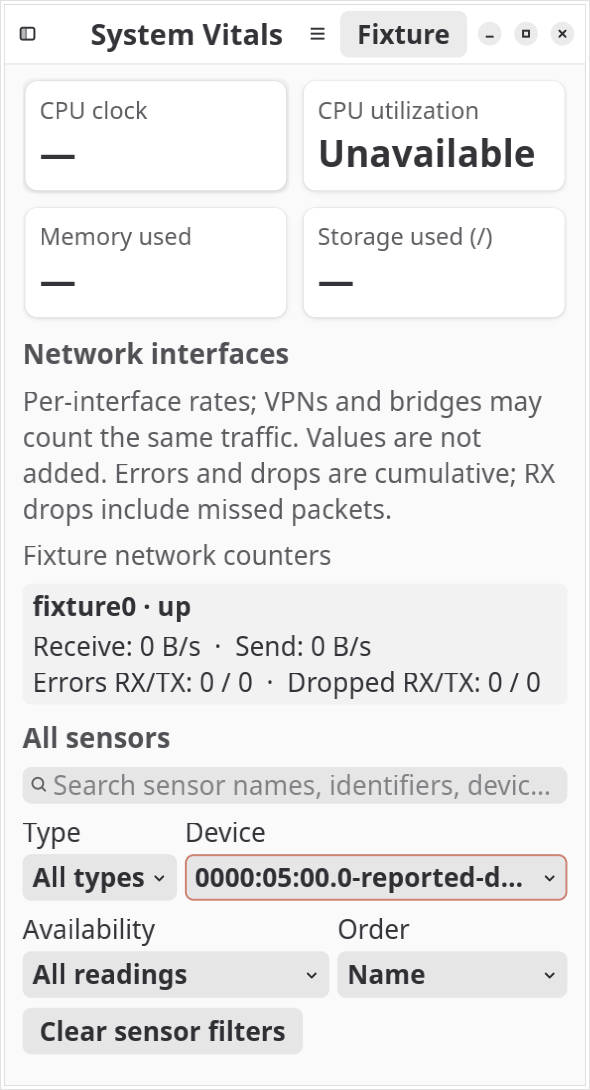 System Vitals
Fixture
CPU clock
—
CPU utilization
Unavailable
Memory used
—
Storage used (/)
—
Network interfaces
Per-interface rates; VPNs and bridges may
count the same traffic. Values are not
added. Errors and drops are cumulative; RX
drops include missed packets.
Fixture network counters
fixture0 · up
Receive: 0 B/s · Send: 0 B/s
Errors RX/TX: 0 / 0 · Dropped RX/TX: 0 / 0
All sensors
Search sensor names, identifiers, devic...
Type
Device
All types
0000:05:00.0-reported-d...
Availability
Order
All readings
Name
Clear sensor filters